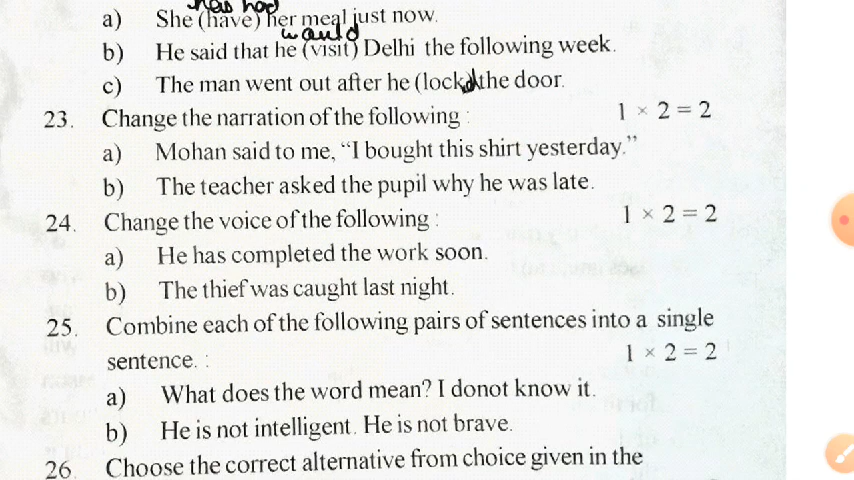 has had
a) She (have) her meal just now.
would
b) He said that he (visit) Delhi the following week.
c) The man went out after he (locked the door.
23. Change the narration of the following : 1 × 2 = 2
a) Mohan said to me, “I bought this shirt yesterday.”
b) The teacher asked the pupil why he was late.
24. Change the voice of the following : 1 × 2 = 2
a) He has completed the work soon.
b) The thief was caught last night.
25. Combine each of the following pairs of sentences into a single
sentence. : 1 × 2 = 2
a) What does the word mean? I donot know it.
b) He is not intelligent. He is not brave.
26. Choose the correct alternative from choice given in the